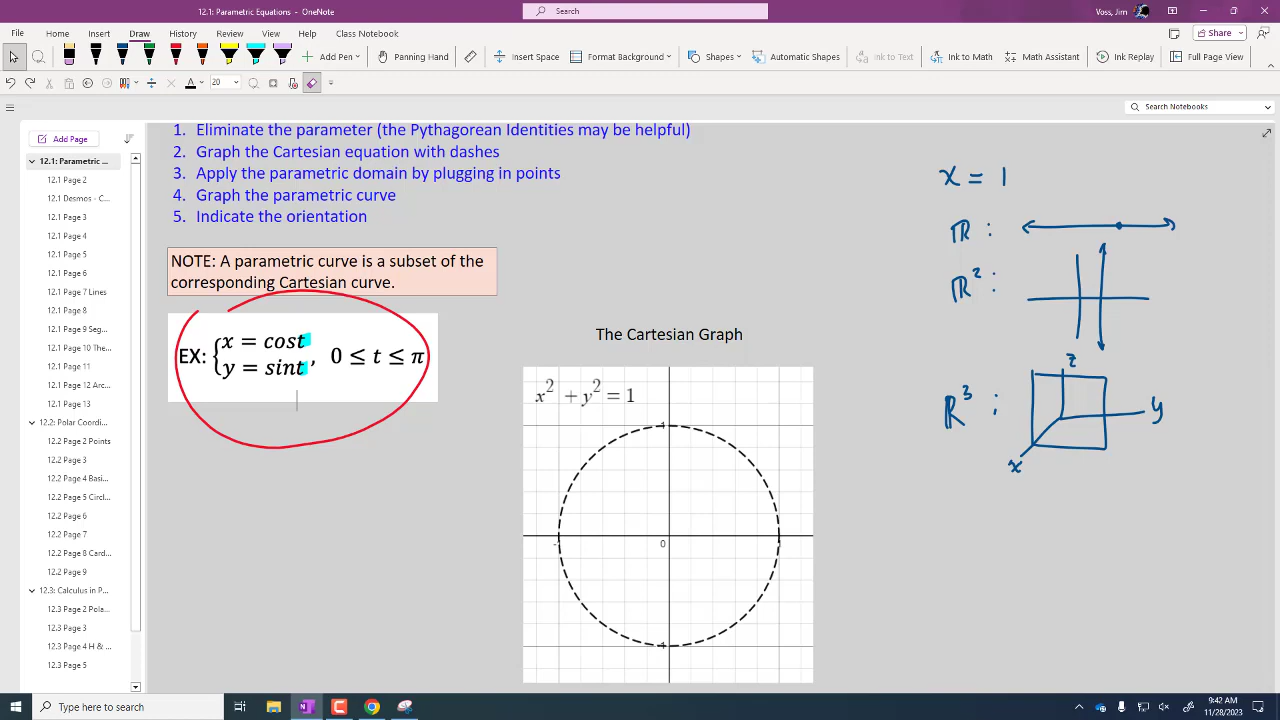 12.1: Parametric Equations - OneNote
Search
Voss, Jim
File
Home
Insert
Draw
History
Review
View
Help
Class Notebook
Share
Add Pen
Panning Hand
Insert Space
Format Background
Shapes
Automatic Shapes
Ink to Text
Ink to Math
Math Assistant
Ink Replay
Full Page View
A
20
Search Notebooks
Add Page
12.1: Parametric ...
12.1 Page 2
12.1 Desmos - C...
12.1 Page 3
12.1 Page 4
12.1 Page 5
12.1 Page 6
12.1 Page 7 Lines
12.1 Page 8
12.1 Page 9 Seg...
12.1 Page 10 The...
12.1 Page 11
12.1 Page 12 Arc...
12.1 Page 13
12.2: Polar Coordi...
12.2 Page 2 Points
12.2 Page 3
12.2 Page 4 Basi...
12.2 Page 5 Circl...
12.2 Page 6
12.2 Page 7
12.2 Page 8 Card...
12.2 Page 9
12.3: Calculus in P...
12.3 Page 2 Pola...
12.3 Page 3
12.3 Page 4 H & ...
12.3 Page 5
1. Eliminate the parameter (the Pythagorean Identities may be helpful)
2. Graph the Cartesian equation with dashes
3. Apply the parametric domain by plugging in points
4. Graph the parametric curve
5. Indicate the orientation
NOTE: A parametric curve is a subset of the
corresponding Cartesian curve.
EX: { x = cost
y = sint , 0 ≤ t ≤ π
The Cartesian Graph
x² + y² = 1
0
x = 1
ℝ :
ℝ² :
ℝ³ :
z
y
x
Type here to search
9:42 AM
11/28/2023